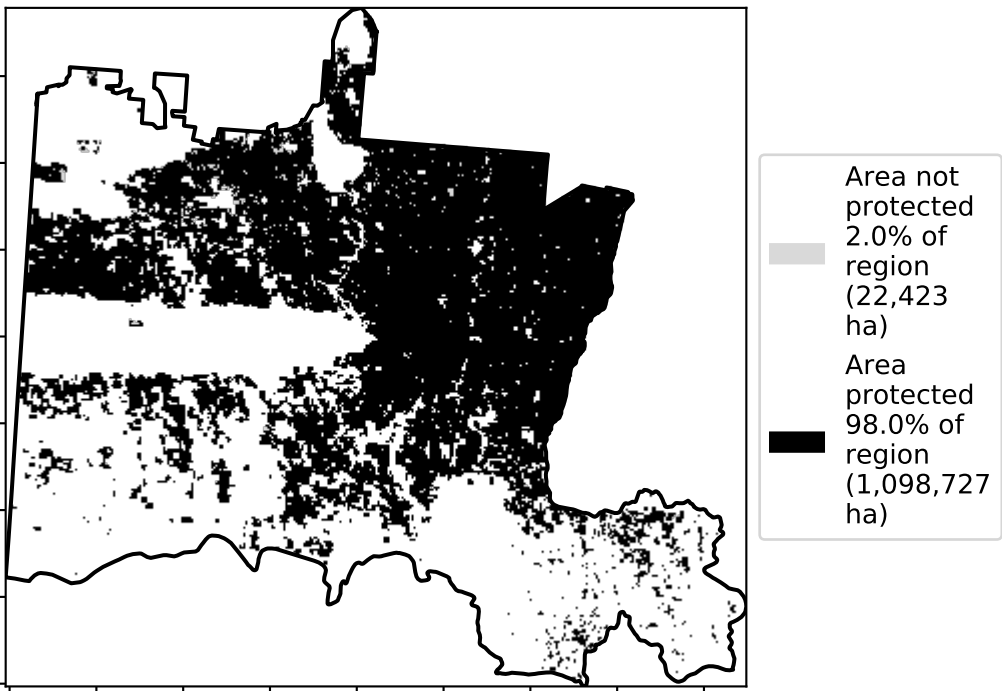 Area not
protected
2.0% of
region
(22,423
ha)
Area
protected
98.0% of
region
(1,098,727
ha)